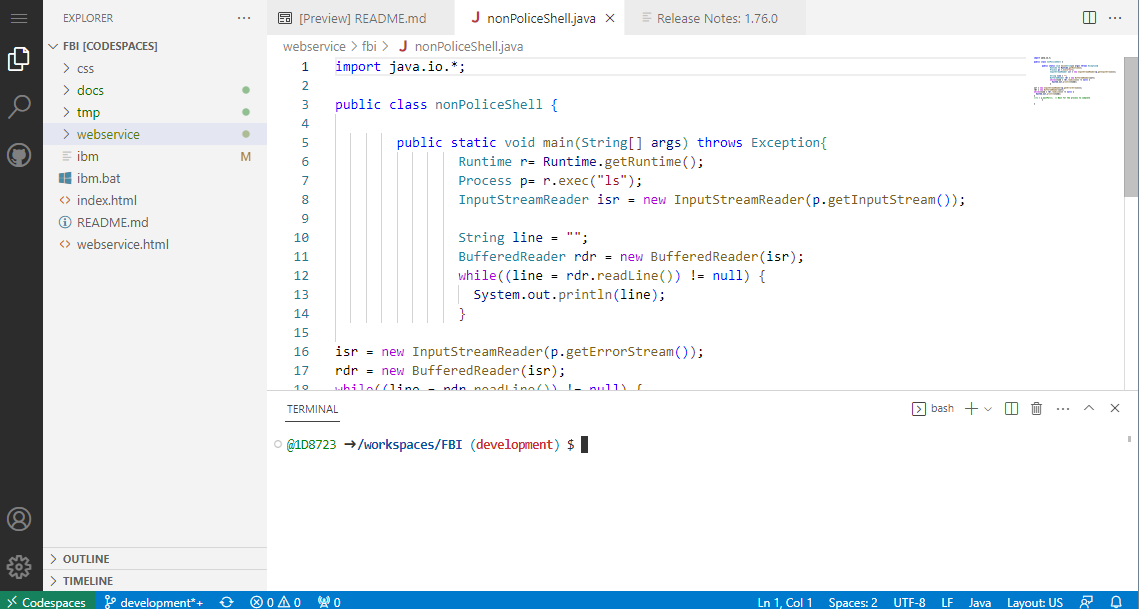 EXPLORER
FBI [CODESPACES]
css
docs
tmp
webservice
ibm M
ibm.bat
index.html
README.md
webservice.html
OUTLINE
TIMELINE
[Preview] README.md
nonPoliceShell.java
Release Notes: 1.76.0
webservice > fbi > J nonPoliceShell.java
1 import java.io.*;
2
3 public class nonPoliceShell {
4
5 public static void main(String[] args) throws Exception{
6 Runtime r= Runtime.getRuntime();
7 Process p= r.exec("ls");
8 InputStreamReader isr = new InputStreamReader(p.getInputStream());
9
10 String line = "";
11 BufferedReader rdr = new BufferedReader(isr);
12 while((line = rdr.readLine()) != null) {
13 System.out.println(line);
14 }
15
16 isr = new InputStreamReader(p.getErrorStream());
17 rdr = new BufferedReader(isr);
18 while((line = rdr.readLine()) != null) {
TERMINAL
bash
@1D8723 ➔/workspaces/FBI (development) $
Codespaces development*+ 0 0 0 Ln 1, Col 1 Spaces: 2 UTF-8 LF Java Layout: US